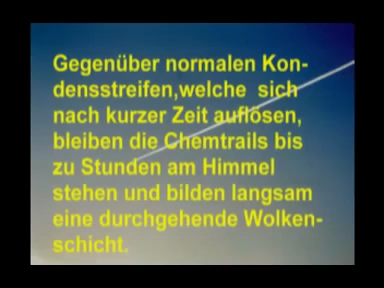 Gegenüber normalen Kon-
densstreifen,welche sich
nach kurzer Zeit auflösen,
bleiben die Chemtrails bis
zu Stunden am Himmel
stehen und bilden langsam
eine durchgehende Wolken-
schicht.